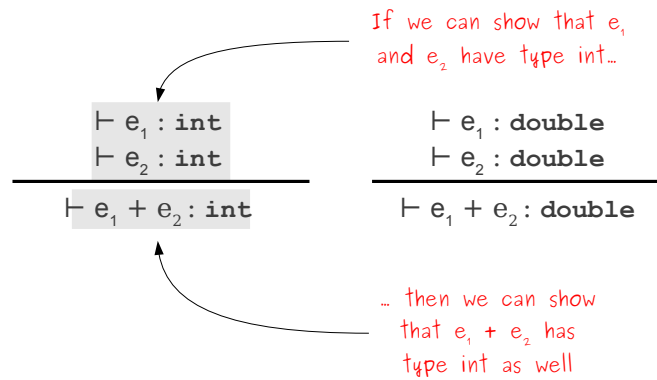 If we can show that e₁
and e₂ have type int…
⊢ e₁ : int
⊢ e₂ : int
⊢ e₁ + e₂ : int
⊢ e₁ : double
⊢ e₂ : double
⊢ e₁ + e₂ : double
… then we can show
that e₁ + e₂ has
type int as well